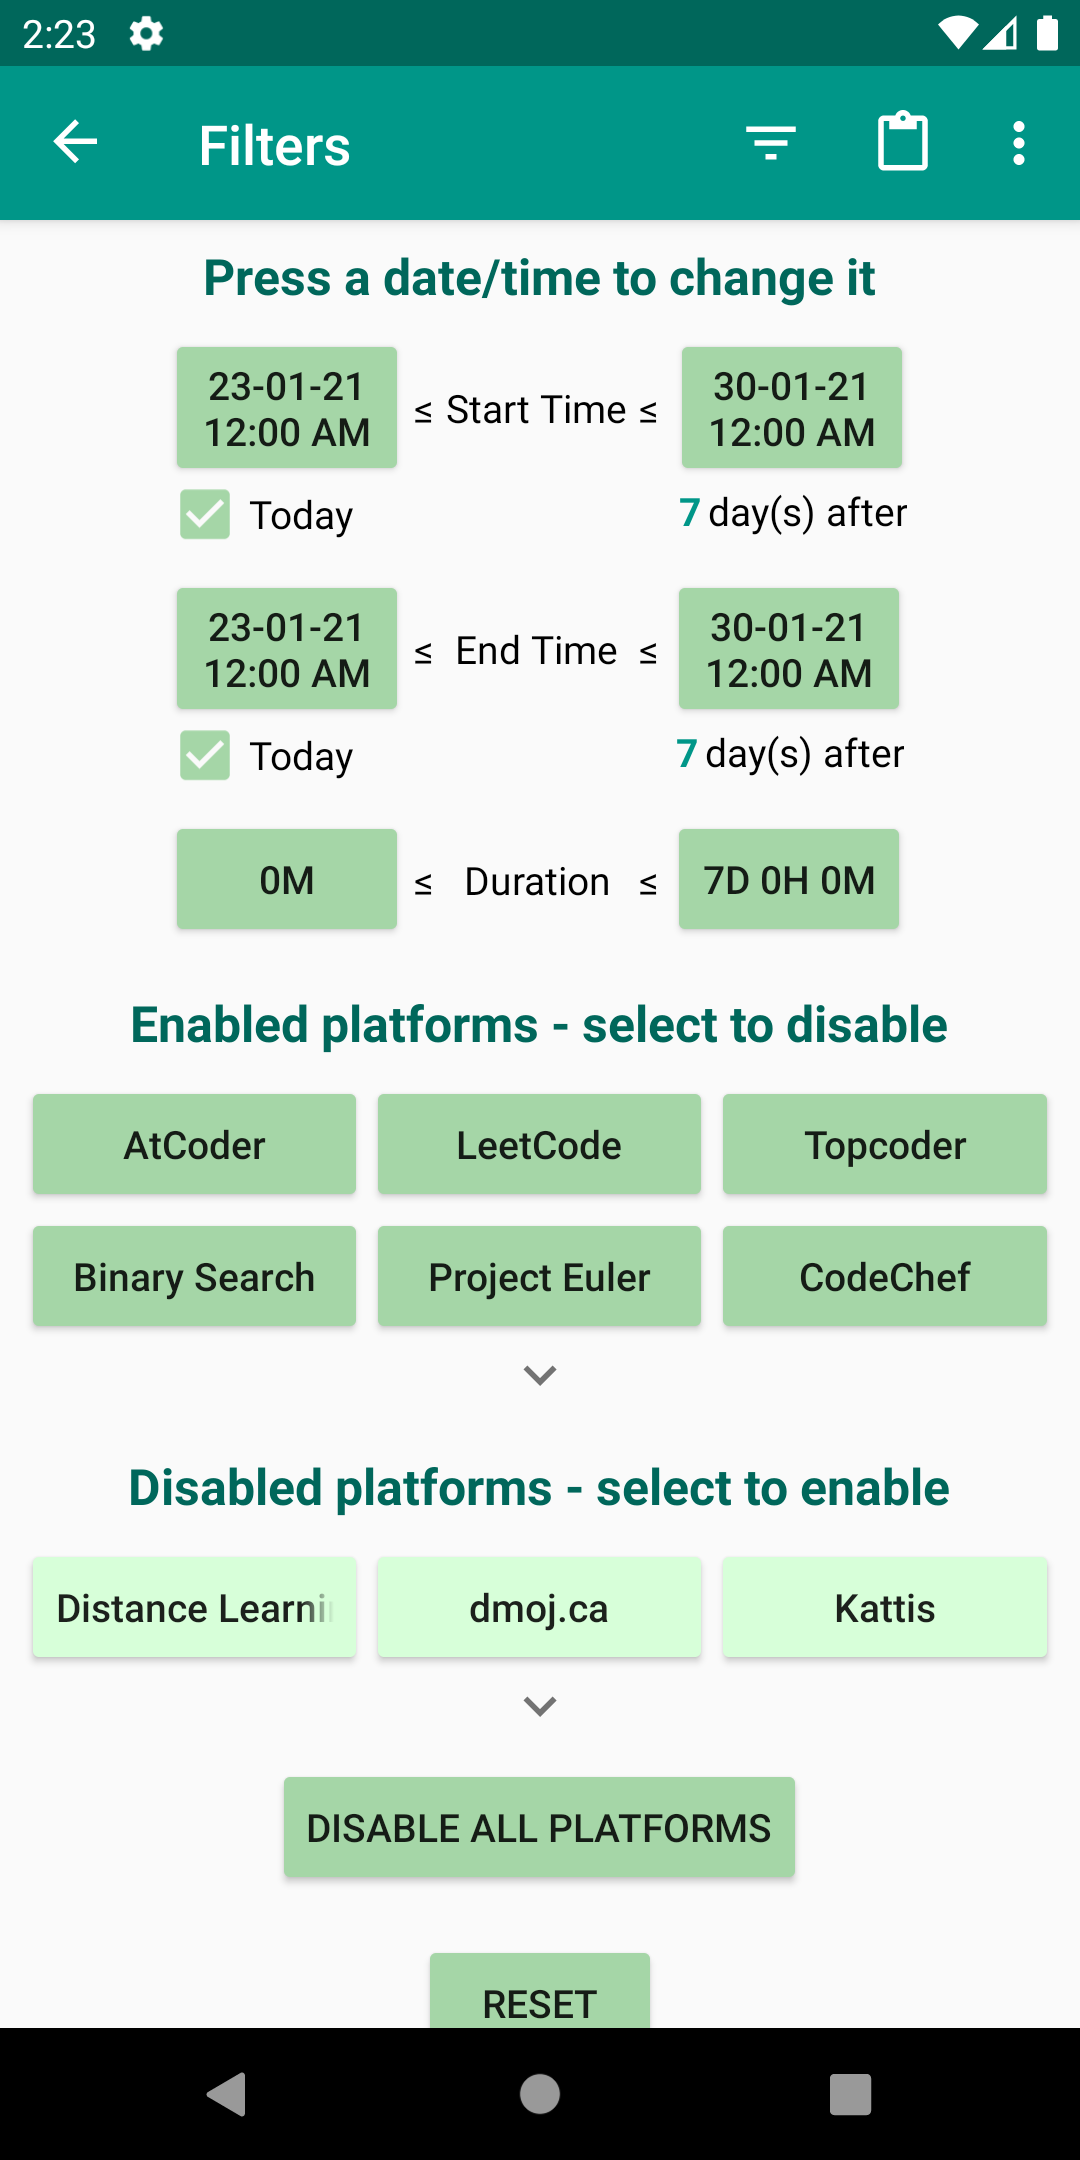 2:23
Filters
Press a date/time to change it
23-01-21
12:00 AM
≤ Start Time ≤
30-01-21
12:00 AM
Today
7 day(s) after
23-01-21
12:00 AM
≤ End Time ≤
30-01-21
12:00 AM
Today
7 day(s) after
0M
≤ Duration ≤
7D 0H 0M
Enabled platforms - select to disable
AtCoder
LeetCode
Topcoder
Binary Search
Project Euler
CodeChef
Disabled platforms - select to enable
Distance Learni
dmoj.ca
Kattis
DISABLE ALL PLATFORMS
RESET